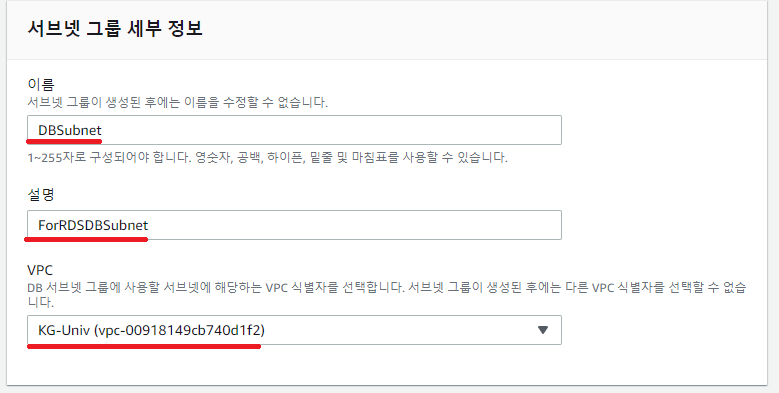 서브넷 그룹 세부 정보
이름
서브넷 그룹이 생성된 후에는 이름을 수정할 수 없습니다.
DBSubnet
1~255자로 구성되어야 합니다. 영숫자, 공백, 하이픈, 밑줄 및 마침표를 사용할 수 있습니다.
설명
ForRDSDBSubnet
VPC
DB 서브넷 그룹에 사용할 서브넷에 해당하는 VPC 식별자를 선택합니다. 서브넷 그룹이 생성된 후에는 다른 VPC 식별자를 선택할 수 없습
니다.
KG-Univ (vpc-00918149cb740d1f2)